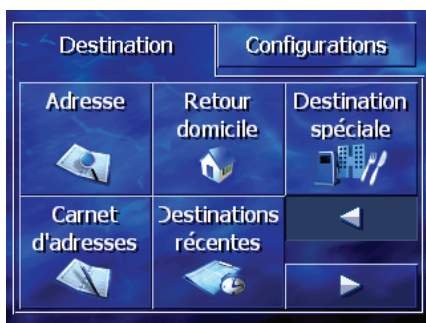 Destination
Configurations
Adresse
Retour
domicile
Destination
spéciale
Carnet
d'adresses
Destinations
récentes